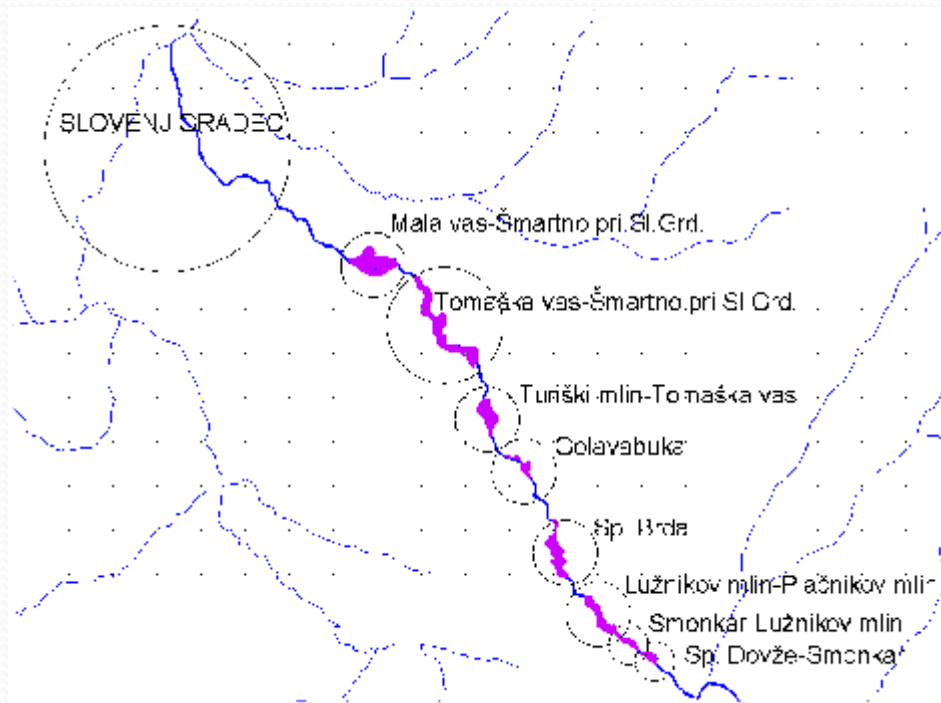 SLOVENJ GRADEC
Mala vas-Šmartno pri Sl.Grd.
Tomaška vas-Šmartno pri Sl Grd.
Turiški mlin-Tomaška vas
Golavabuka
Sp. Brda
Lužnikov mlin-Plačnikov mlin
Smonkar Lužnikov mlin
Sp. Dovže-Smonkar